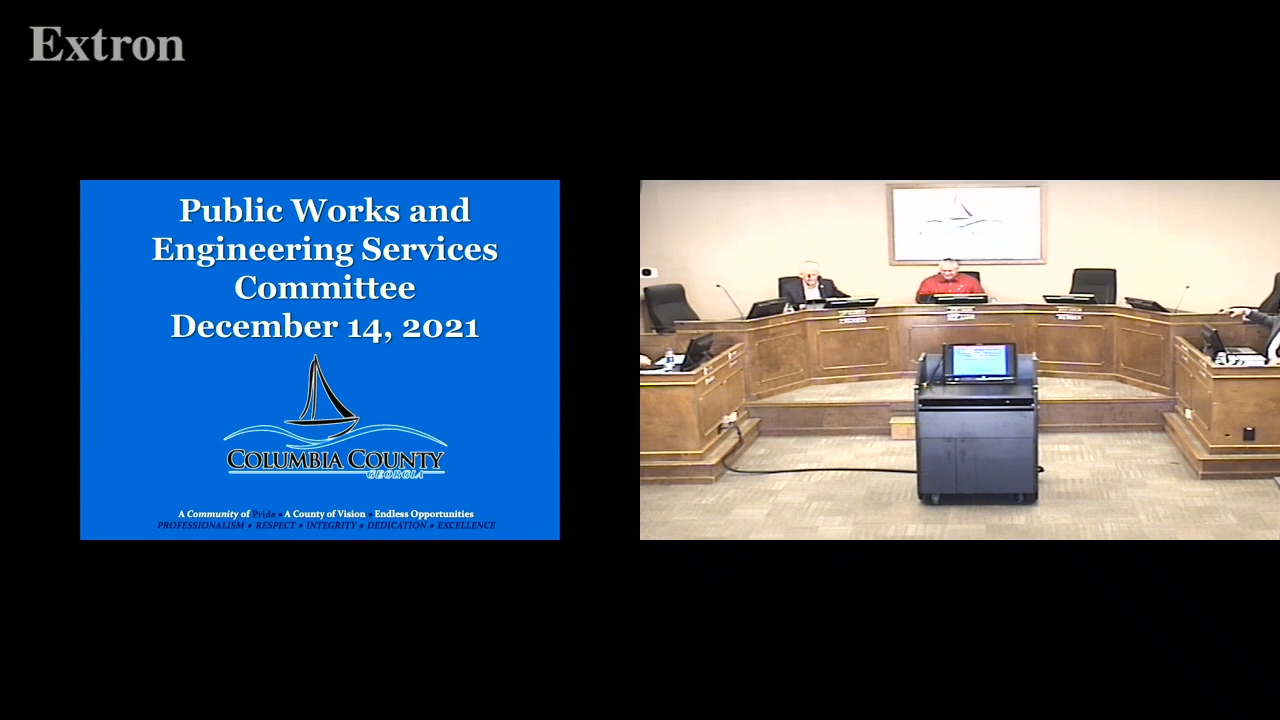 Extron
Public Works and
Engineering Services
Committee
December 14, 2021
COLUMBIA COUNTY
GEORGIA
A Community of Pride • A County of Vision • Endless Opportunities
PROFESSIONALISM • RESPECT • INTEGRITY • DEDICATION • EXCELLENCE